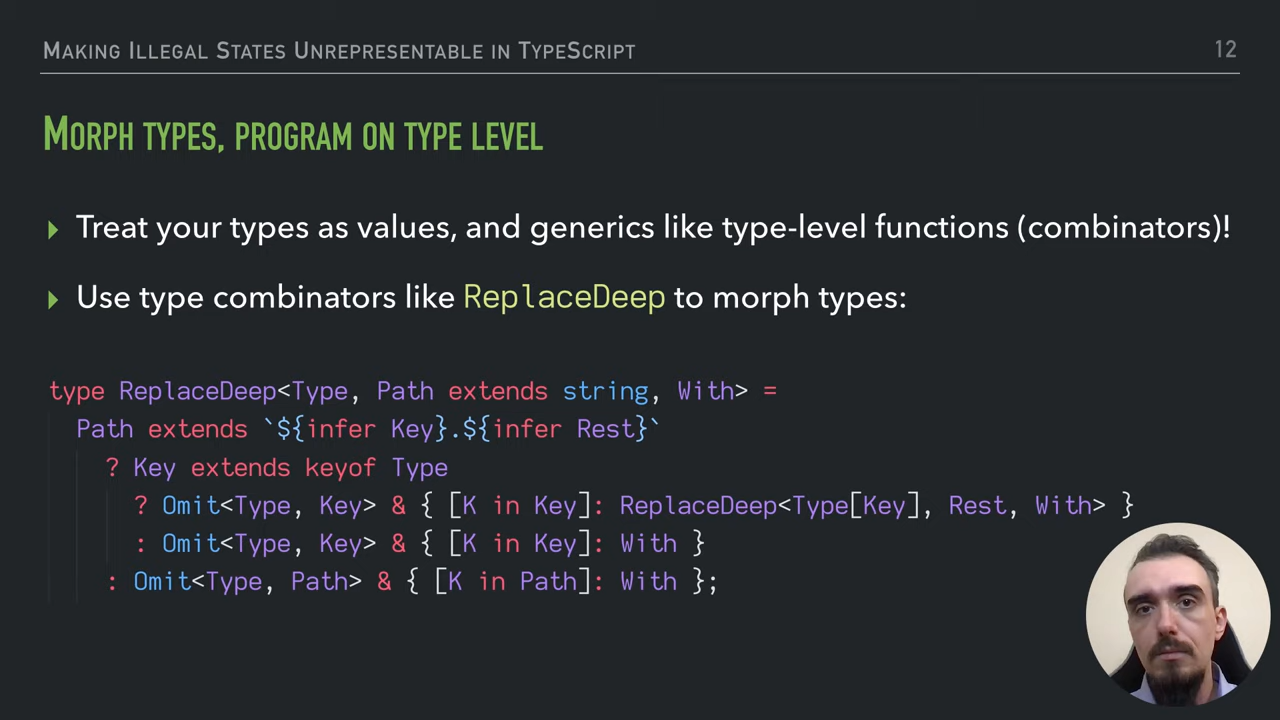 Making Illegal States Unrepresentable in TypeScript
12
Morph types, program on type level
▸ Treat your types as values, and generics like type-level functions (combinators)!
▸ Use type combinators like ReplaceDeep to morph types:
type ReplaceDeep<Type, Path extends string, With> =
  Path extends `${infer Key}.${infer Rest}`
    ? Key extends keyof Type
      ? Omit<Type, Key> & { [K in Key]: ReplaceDeep<Type[Key], Rest, With> }
      : Omit<Type, Key> & { [K in Key]: With }
    : Omit<Type, Path> & { [K in Path]: With };